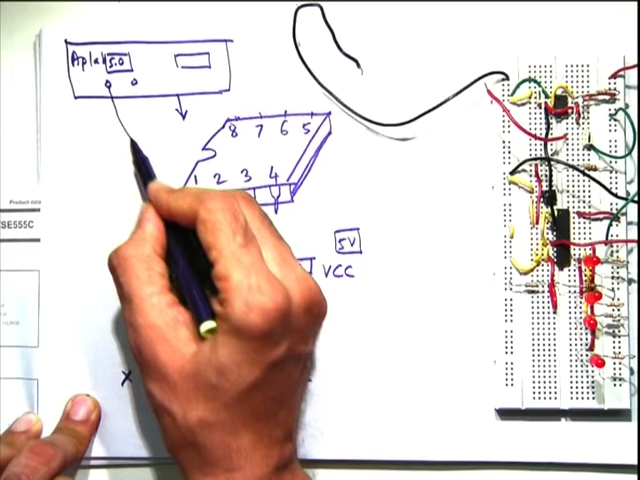 Aplab 5.0
8 7 6 5
1 2 3 4
5V
VCC
Product data
SE555C
X